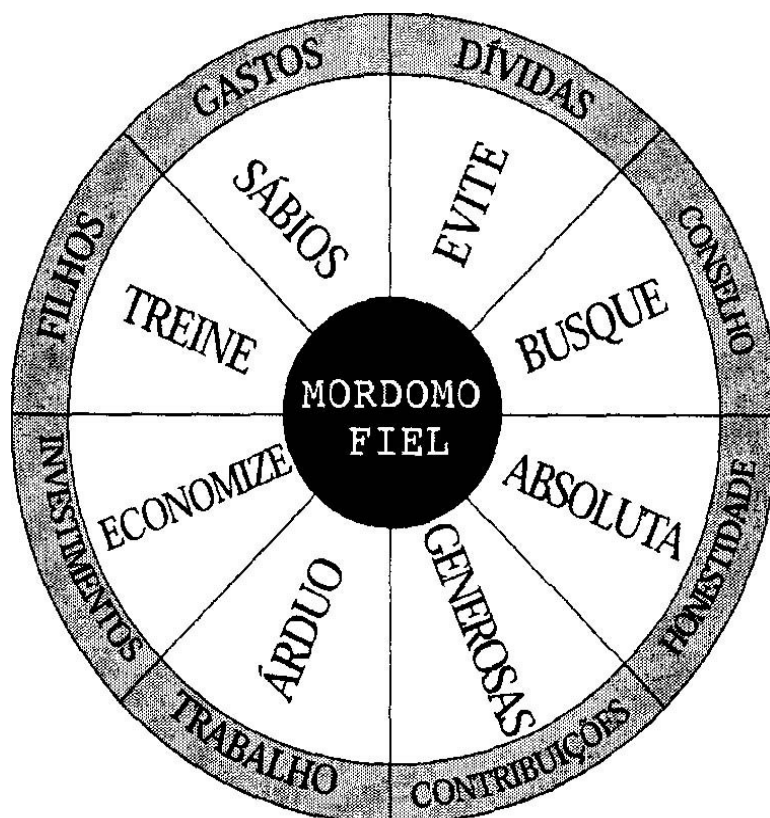 GASTOS
DÍVIDAS
SÁBIOS
EVITE
FILHOS
CONSELHO
TREINE
BUSQUE
MORDOMO
FIEL
ECONOMIZE
ABSOLUTA
INVESTIMENTOS
HONESTIDADE
ÁRDUO
GENEROSAS
TRABALHO
CONTRIBUIÇÕES